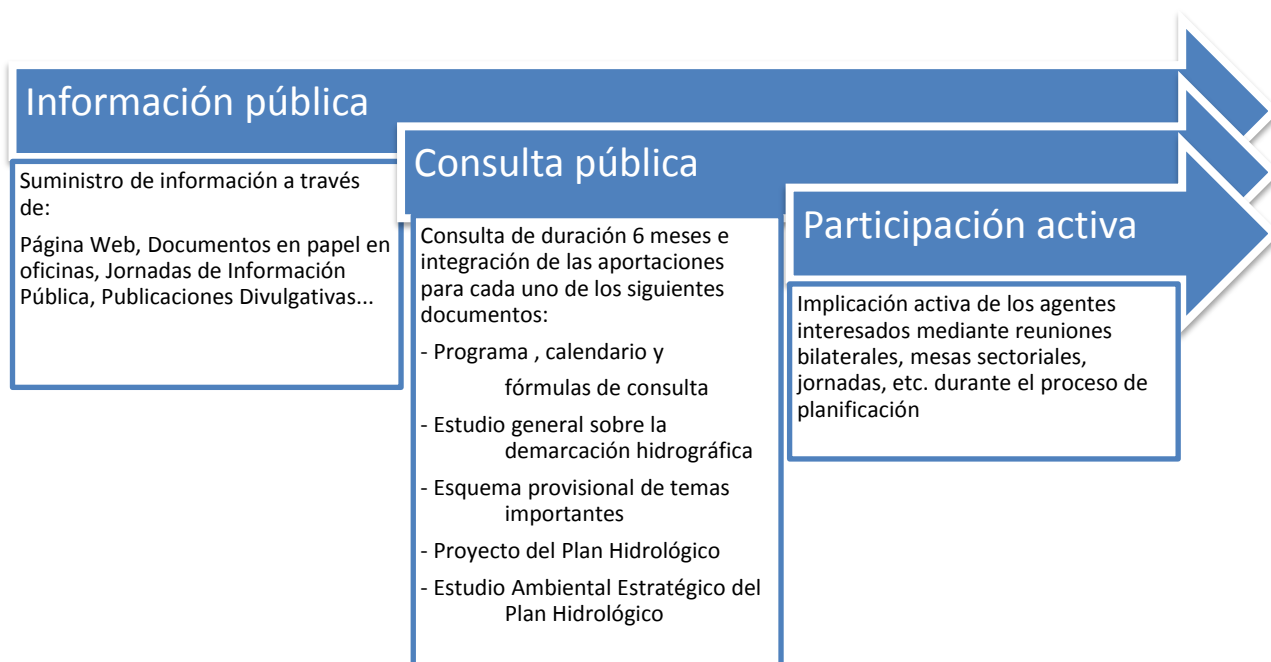 Información pública
Suministro de información a través
de:
Página Web, Documentos en papel en
oficinas, Jornadas de Información
Pública, Publicaciones Divulgativas...
Consulta pública
Consulta de duración 6 meses e
integración de las aportaciones
para cada uno de los siguientes
documentos:
- Programa , calendario y
fórmulas de consulta
- Estudio general sobre la
demarcación hidrográfica
- Esquema provisional de temas
importantes
- Proyecto del Plan Hidrológico
- Estudio Ambiental Estratégico del
Plan Hidrológico
Participación activa
Implicación activa de los agentes
interesados mediante reuniones
bilaterales, mesas sectoriales,
jornadas, etc. durante el proceso de
planificación